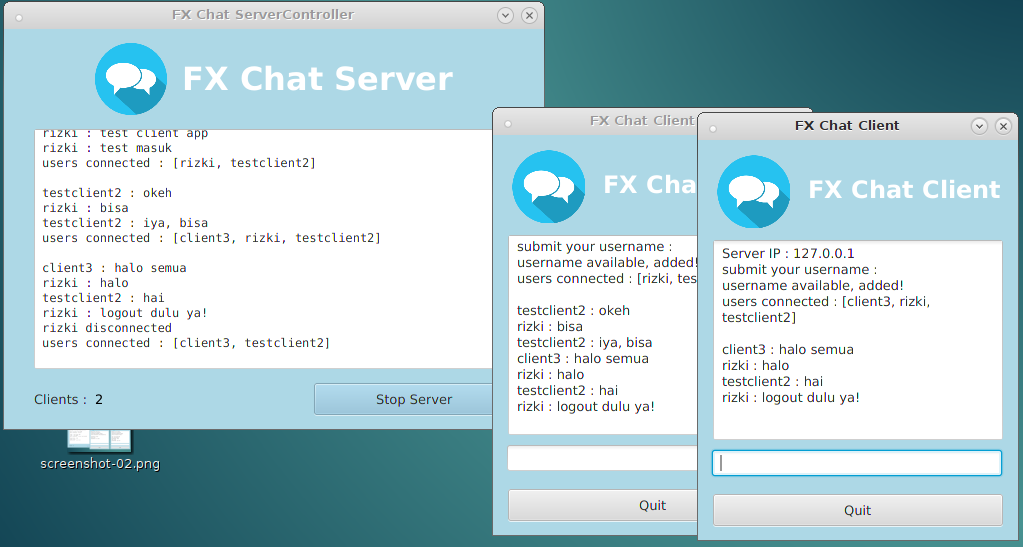 FX Chat ServerController
FX Chat Server
rizki : test client app
rizki : test masuk
users connected : [rizki, testclient2]
testclient2 : okeh
rizki : bisa
testclient2 : iya, bisa
users connected : [client3, rizki, testclient2]
client3 : halo semua
rizki : halo
testclient2 : hai
rizki : logout dulu ya!
rizki disconnected
users connected : [client3, testclient2]
Clients : 2
Stop Server
screenshot-02.png
FX Chat Client
FX Cha
submit your username :
username available, added!
users connected : [rizki, tes
testclient2 : okeh
rizki : bisa
testclient2 : iya, bisa
client3 : halo semua
rizki : halo
testclient2 : hai
rizki : logout dulu ya!
Quit
FX Chat Client
FX Chat Client
Server IP : 127.0.0.1
submit your username :
username available, added!
users connected : [client3, rizki,
testclient2]
client3 : halo semua
rizki : halo
testclient2 : hai
rizki : logout dulu ya!
Quit